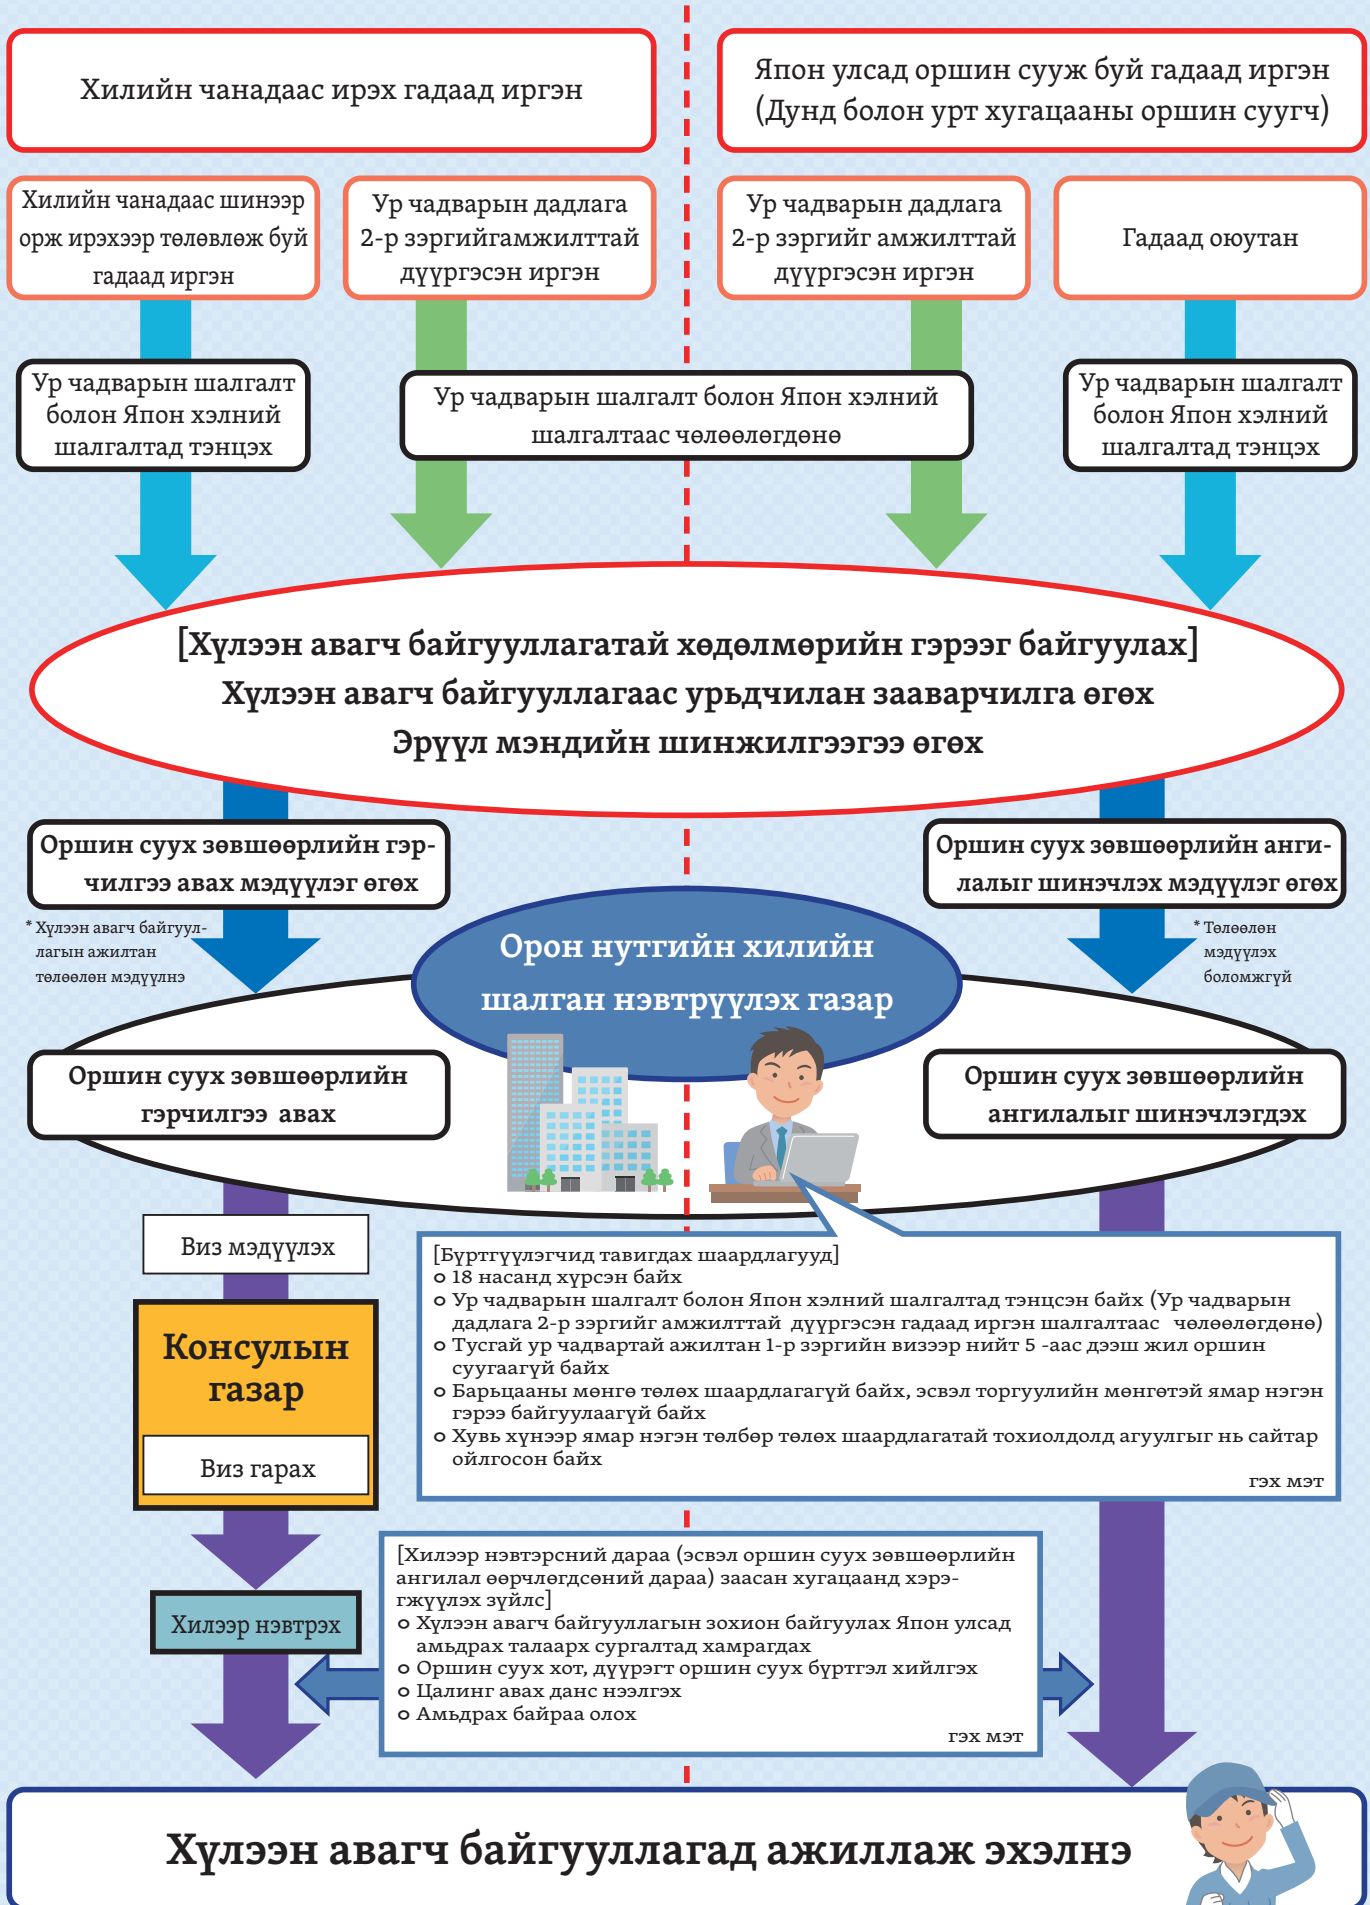 Хилийн чанадаас ирэх гадаад иргэн
Япон улсад оршин сууж буй гадаад иргэн
(Дунд болон урт хугацааны оршин суугч)
Хилийн чанадаас шинээр
орж ирэхээр төлөвлөж буй
гадаад иргэн
Ур чадварын дадлага
2-р зэргийгамжилттай
дүүргэсэн иргэн
Ур чадварын дадлага
2-р зэргийг амжилттай
дүүргэсэн иргэн
Гадаад оюутан
Ур чадварын шалгалт
болон Япон хэлний
шалгалтад тэнцэх
Ур чадварын шалгалт болон Япон хэлний
шалгалтаас чөлөөлөгдөнө
Ур чадварын шалгалт
болон Япон хэлний
шалгалтад тэнцэх
[Хүлээн авагч байгууллагатай хөдөлмөрийн гэрээг байгуулах]
Хүлээн авагч байгууллагаас урьдчилан зааварчилга өгөх
Эрүүл мэндийн шинжилгээгээ өгөх
Оршин суух зөвшөөрлийн гэр-
чилгээ авах мэдүүлэг өгөх
* Хүлээн авагч байгуул-
лагын ажилтан
төлөөлөн мэдүүлнэ
Оршин суух зөвшөөрлийн анги-
лалыг шинэчлэх мэдүүлэг өгөх
* Төлөөлөн
мэдүүлэх
боломжгүй
Орон нутгийн хилийн
шалган нэвтрүүлэх газар
Оршин суух зөвшөөрлийн
гэрчилгээ авах
Оршин суух зөвшөөрлийн
ангилалыг шинэчлэгдэх
Виз мэдүүлэх
Консулын
газар
Виз гарах
[Бүртгүүлэгчид тавигдах шаардлагууд]
o 18 насанд хүрсэн байх
o Ур чадварын шалгалт болон Япон хэлний шалгалтад тэнцсэн байх (Ур чадварын
дадлага 2-р зэргийг амжилттай дүүргэсэн гадаад иргэн шалгалтаас чөлөөлөгдөнө)
o Тусгай ур чадвартай ажилтан 1-р зэргийн визээр нийт 5 -аас дээш жил оршин
суугаагүй байх
o Барьцааны мөнгө төлөх шаардлагагүй байх, эсвэл торгуулийн мөнгөтэй ямар нэгэн
гэрээ байгуулаагүй байх
o Хувь хүнээр ямар нэгэн төлбөр төлөх шаардлагатай тохиолдолд агуулгыг нь сайтар
ойлгосон байх
гэх мэт
Хилээр нэвтрэх
[Хилээр нэвтэрсний дараа (эсвэл оршин суух зөвшөөрлийн
ангилал өөрчлөгдсөний дараа) заасан хугацаанд хэрэ-
гжүүлэх зүйлс]
o Хүлээн авагч байгууллагын зохион байгуулах Япон улсад
амьдрах талаарх сургалтад хамрагдах
o Оршин суух хот, дүүрэгт оршин суух бүртгэл хийлгэх
o Цалинг авах данс нээлгэх
o Амьдрах байраа олох
гэх мэт
Хүлээн авагч байгууллагад ажиллаж эхэлнэ